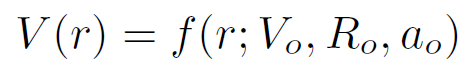 V(r) = f(r; V_o, R_o, a_o)